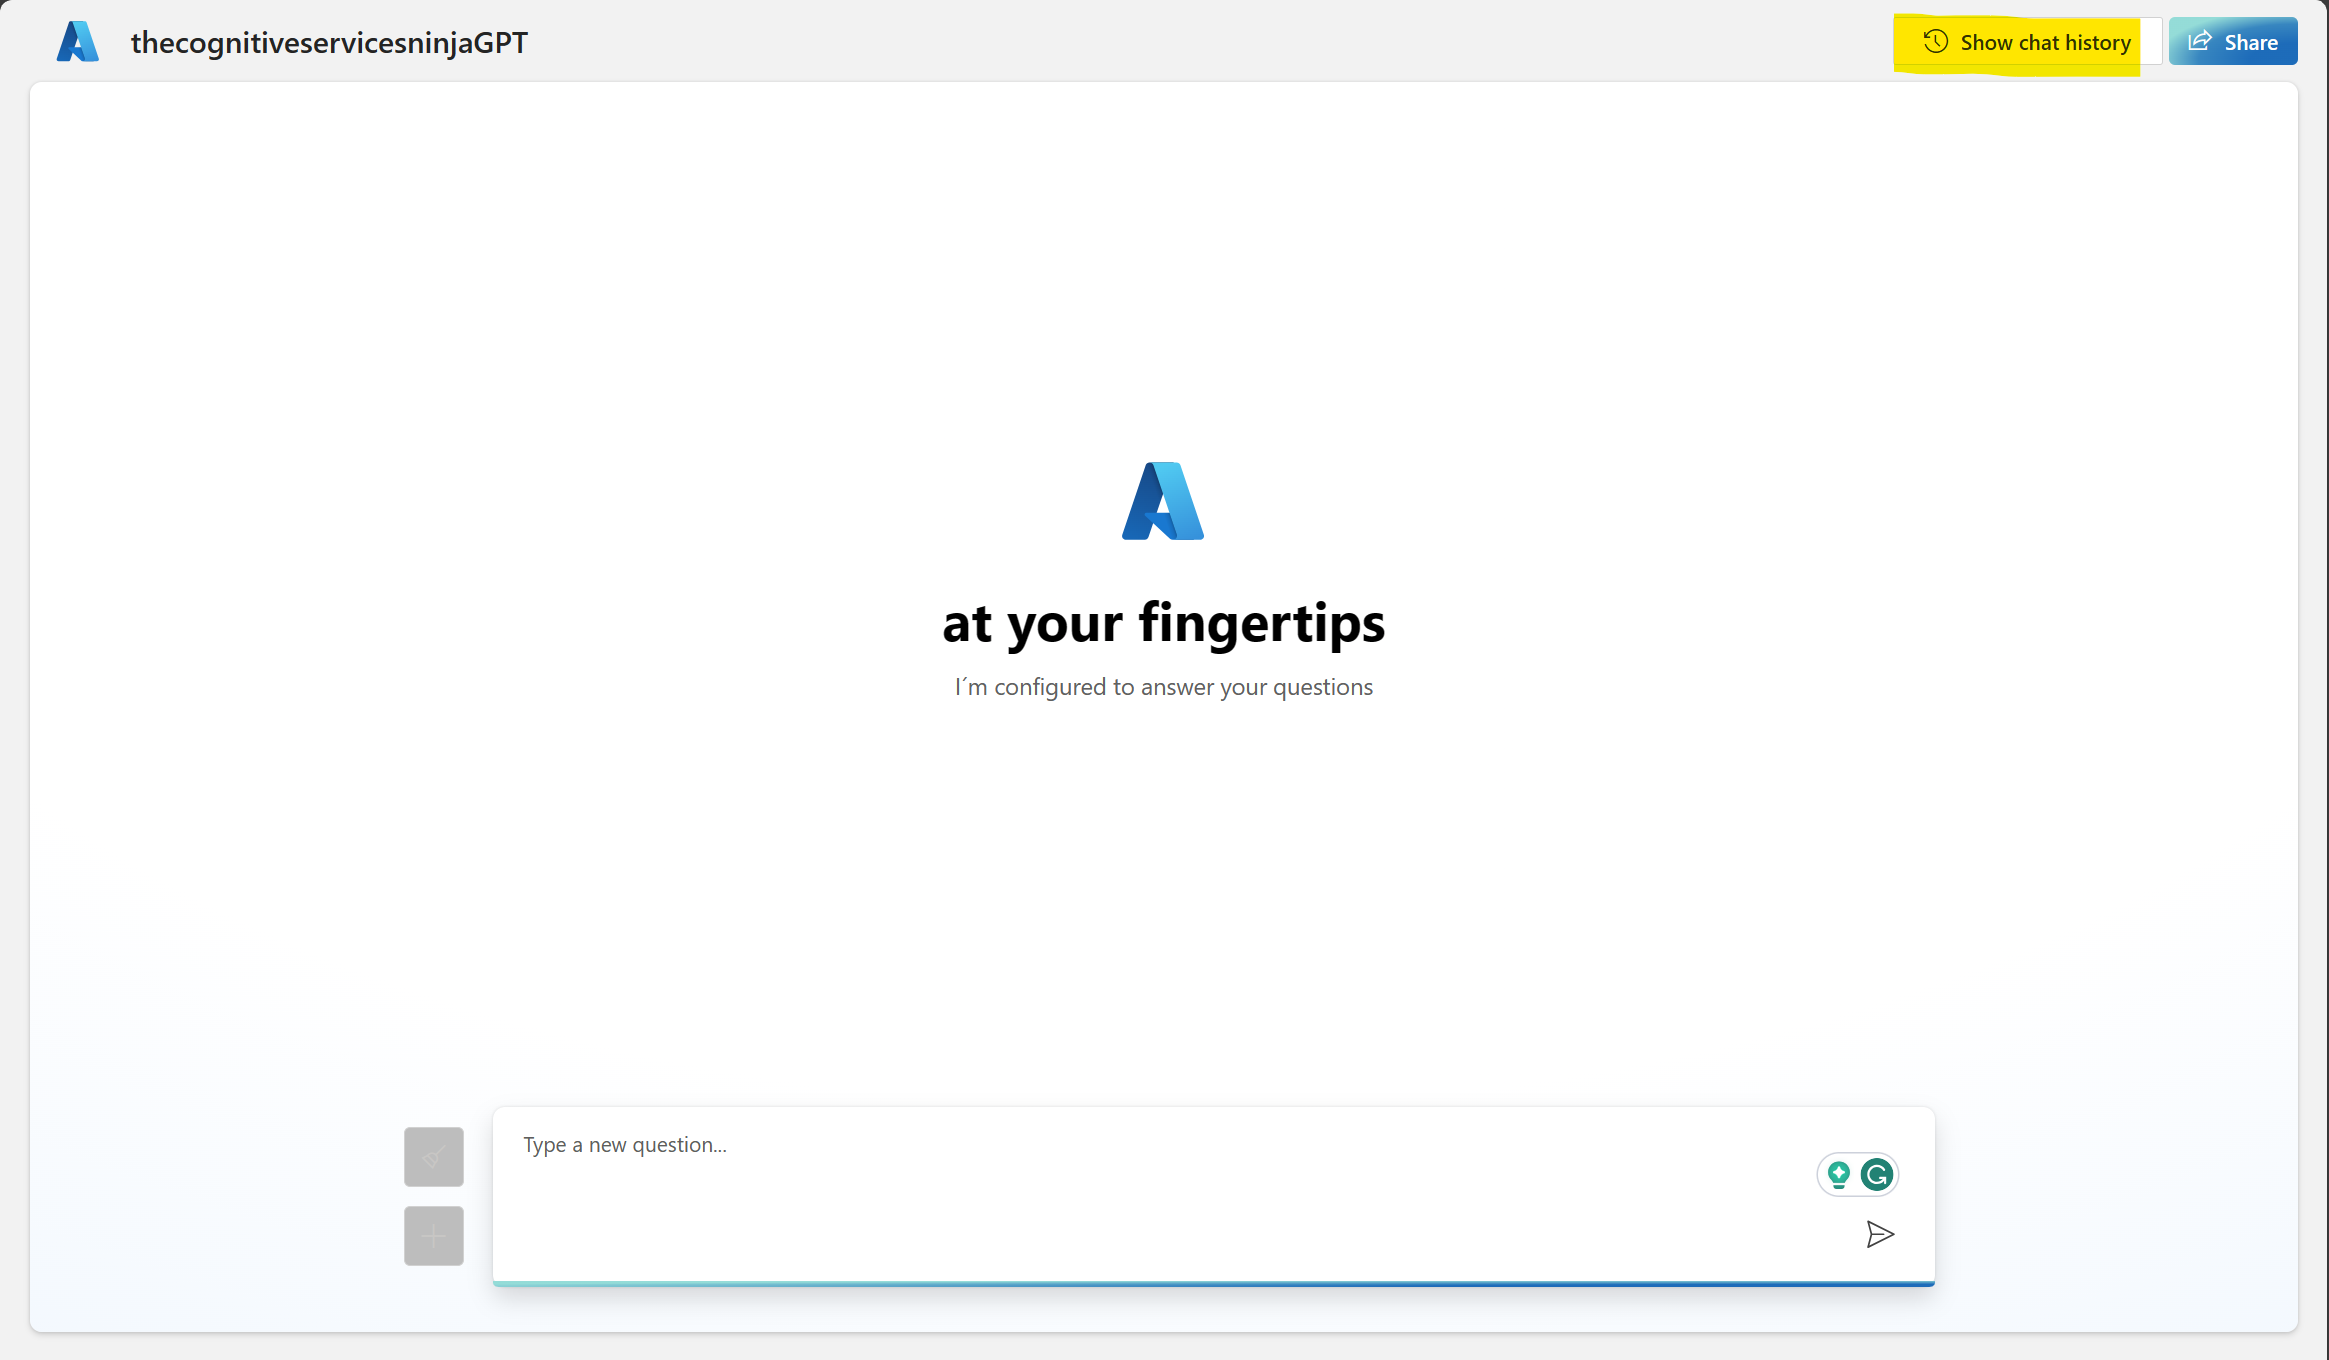 thecognitiveservicesninjaGPT
Show chat history
Share
at your fingertips
I´m configured to answer your questions
Type a new question...